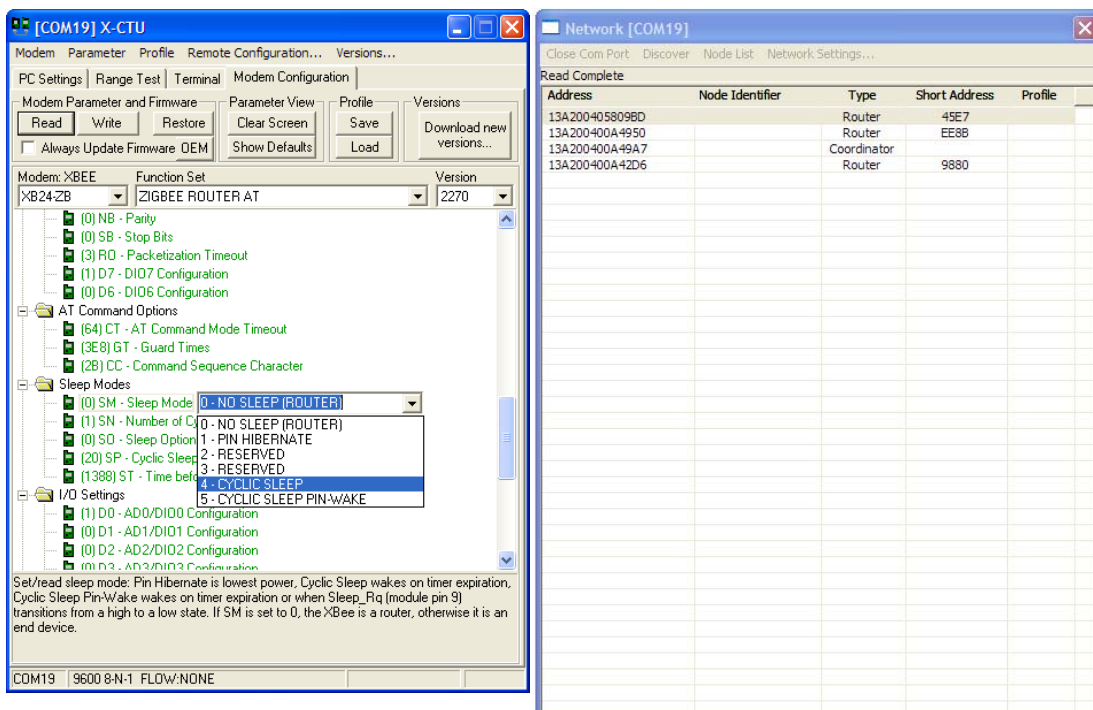 [COM19] X-CTU
Modem Parameter Profile Remote Configuration... Versions...
PC Settings Range Test Terminal Modem Configuration
Modem Parameter and Firmware Parameter View Profile Versions
Read Write Restore Clear Screen Save Download new
Always Update Firmware OEM Show Defaults Load versions...
Modem: XBEE Function Set Version
XB24-ZB ZIGBEE ROUTER AT 2270
(0) NB - Parity
(0) SB - Stop Bits
(3) RO - Packetization Timeout
(1) D7 - DIO7 Configuration
(0) D6 - DIO6 Configuration
AT Command Options
(64) CT - AT Command Mode Timeout
(3E8) GT - Guard Times
(2B) CC - Command Sequence Character
Sleep Modes
(0) SM - Sleep Mode 0 - NO SLEEP (ROUTER)
(1) SN - Number of Cy 0 - NO SLEEP (ROUTER)
(0) SO - Sleep Option 1 - PIN HIBERNATE
2 - RESERVED
(20) SP - Cyclic Sleep 3 - RESERVED
(1388) ST - Time befo 4 - CYCLIC SLEEP
I/O Settings 5 - CYCLIC SLEEP PIN-WAKE
(1) D0 - AD0/DIO0 Configuration
(0) D1 - AD1/DIO1 Configuration
(0) D2 - AD2/DIO2 Configuration
(0) D3 - AD3/DIO3 Configuration
Set/read sleep mode: Pin Hibernate is lowest power, Cyclic Sleep wakes on timer expiration,
Cyclic Sleep Pin-Wake wakes on timer expiration or when Sleep_Rq (module pin 9)
transitions from a high to a low state. If SM is set to 0, the XBee is a router, otherwise it is an
end device.
COM19 9600 8-N-1 FLOW:NONE
Network [COM19]
Close Com Port Discover Node List Network Settings...
Read Complete
Address Node Identifier Type Short Address Profile
13A200405809BD Router 45E7
13A200400A4950 Router EE8B
13A200400A49A7 Coordinator
13A200400A42D6 Router 9880